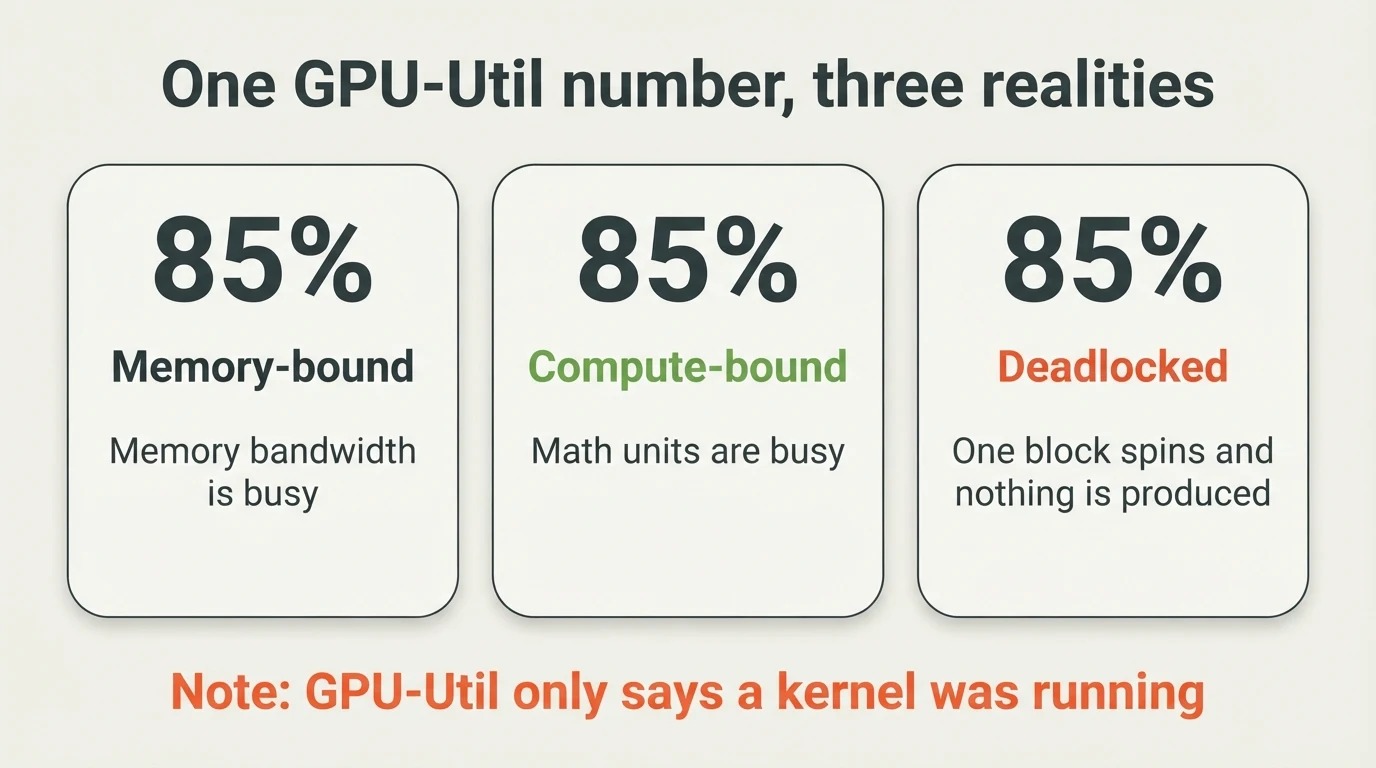 One GPU-Util number, three realities
85%
Memory-bound
Memory bandwidth
is busy
85%
Compute-bound
Math units are busy
85%
Deadlocked
One block spins and
nothing is produced
Note: GPU-Util only says a kernel was running